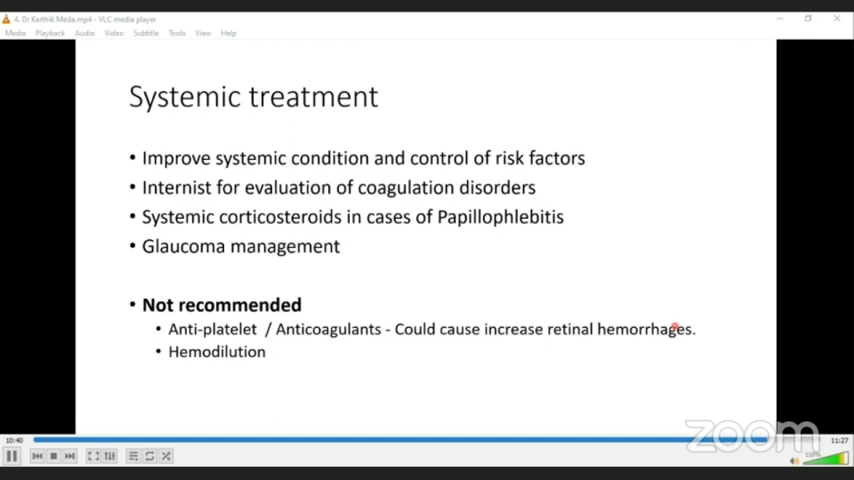 4. Dr Karthik Meda.mp4 - VLC media player
Media Playback Audio Video Subtitle Tools View Help
Systemic treatment
• Improve systemic condition and control of risk factors
• Internist for evaluation of coagulation disorders
• Systemic corticosteroids in cases of Papillophlebitis
• Glaucoma management
• Not recommended
• Anti-platelet / Anticoagulants - Could cause increase retinal hemorrhages.
• Hemodilution
zoom
10:40
11:27
110%